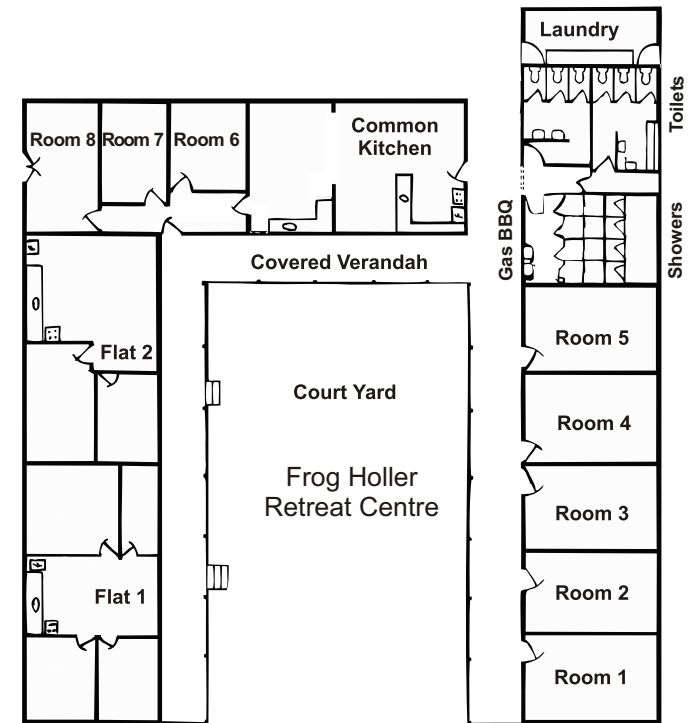 Laundry
Toilets
Common
Kitchen
Room 8
Room 7
Room 6
Gas BBQ
Showers
Covered Verandah
Room 5
Flat 2
Court Yard
Room 4
Frog Holler
Retreat Centre
Room 3
Flat 1
Room 2
Room 1